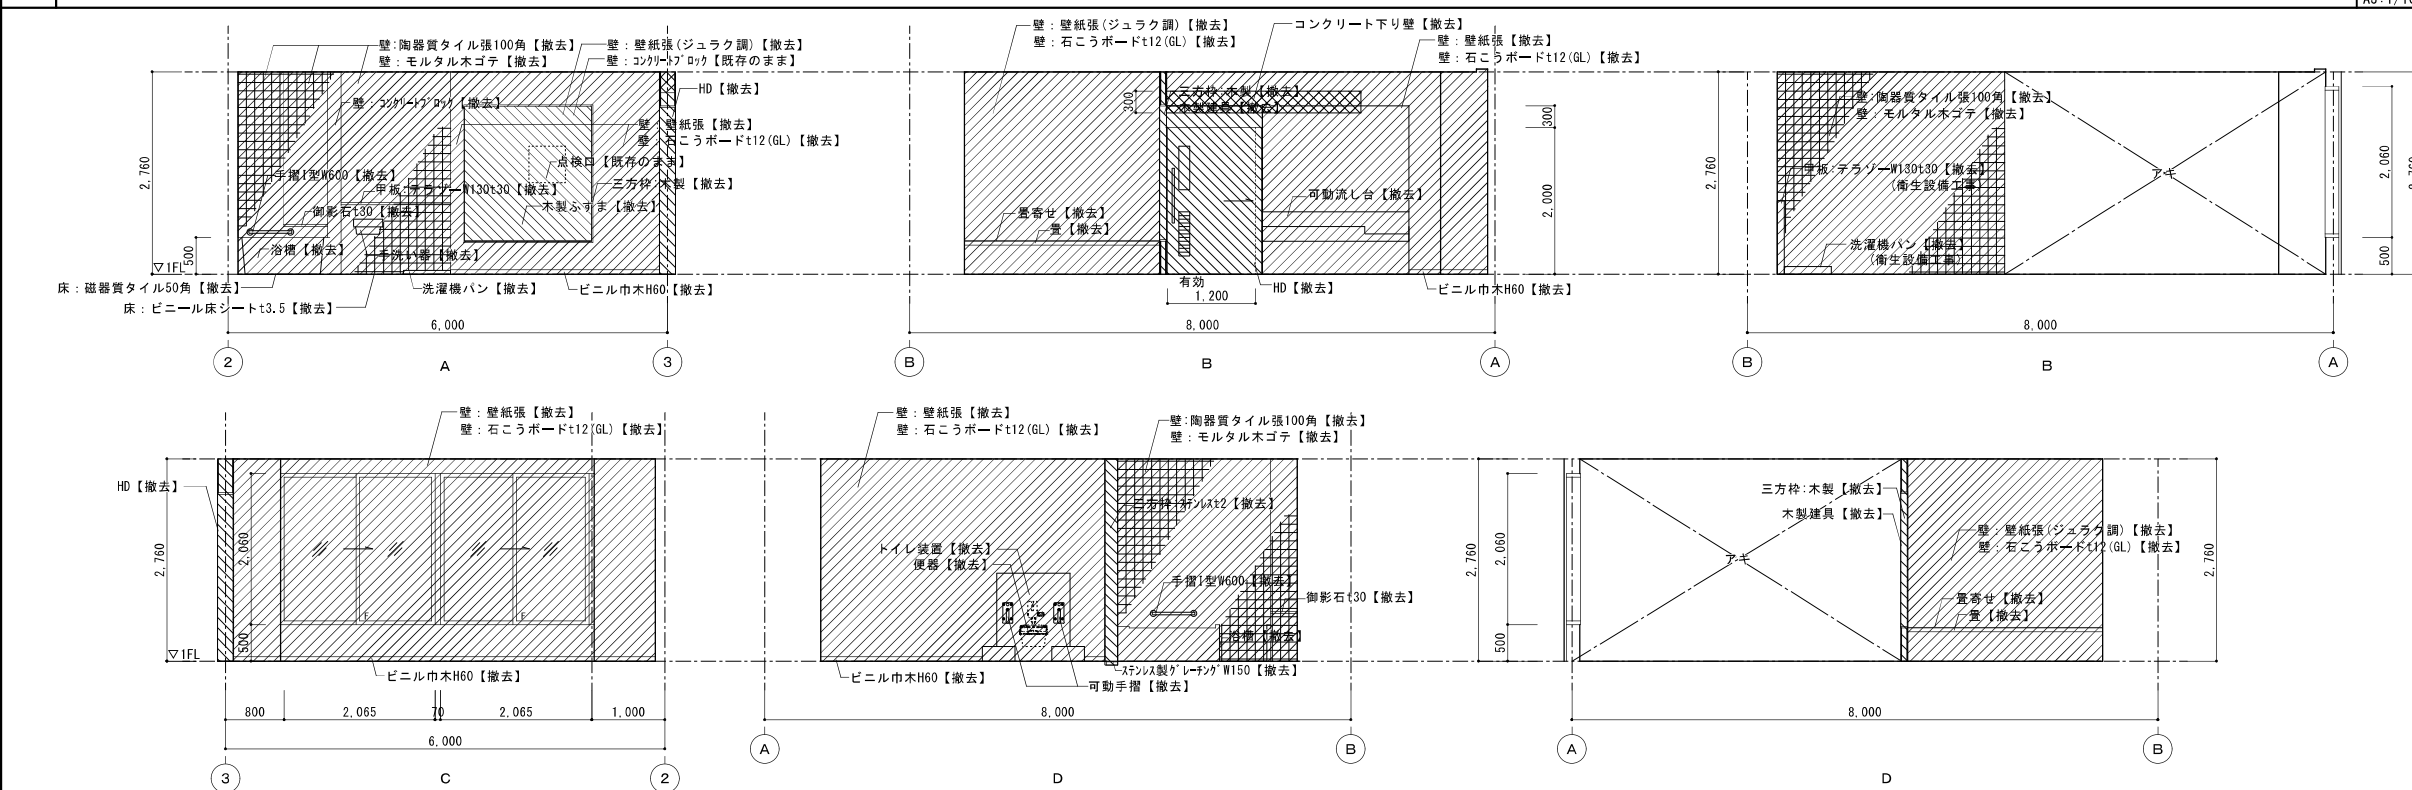 壁:陶器質タイル張100角【撤去】
壁：モルタル木ゴテ【撤去】
壁：壁紙張(ジュラク調)【撤去】
壁：コンクリートブロック【既存のまま】
HD【撤去】
壁：コンクリートブロック【撤去】
壁：壁紙張【撤去】
壁：石こうボードt12(GL)【撤去】
点検口【既存のまま】
手摺I型W600【撤去】
甲板:テラゾーW130t30【撤去】
三方枠:木製【撤去】
御影石t30【撤去】
木製ふすま【撤去】
浴槽【撤去】
手洗い器【撤去】
2,760
500
▽1FL
床：磁器質タイル50角【撤去】
洗濯機パン【撤去】
ビニル巾木H60【撤去】
床：ビニール床シートt3.5【撤去】
6,000
2
3
A
壁：壁紙張(ジュラク調)【撤去】
壁：石こうボードt12(GL)【撤去】
コンクリート下り壁【撤去】
壁：壁紙張【撤去】
壁：石こうボードt12(GL)【撤去】
三方枠:木製【撤去】
木製建具【撤去】
300
300
2,000
可動流し台【撤去】
畳寄せ【撤去】
畳【撤去】
有効
1,200
HD【撤去】
ビニル巾木H60【撤去】
8,000
B
A
B
2,760
壁:陶器質タイル張100角【撤去】
壁：モルタル木ゴテ【撤去】
甲板:テラゾーW130t30【撤去】
(衛生設備工事)
アキ
洗濯機パン【撤去】
(衛生設備工事)
2,060
500
8,000
B
A
B
壁：壁紙張【撤去】
壁：石こうボードt12(GL)【撤去】
HD【撤去】
2,760
2,060
500
F
F
▽1FL
ビニル巾木H60【撤去】
800
2,065
70
2,065
1,000
6,000
3
2
C
壁：壁紙張【撤去】
壁：石こうボードt12(GL)【撤去】
壁:陶器質タイル張100角【撤去】
壁：モルタル木ゴテ【撤去】
三方枠:ステンレスt2【撤去】
トイレ装置【撤去】
便器【撤去】
手摺I型W600【撤去】
御影石t30【撤去】
浴槽【撤去】
ステンレス製グレーチングW150【撤去】
ビニル巾木H60【撤去】
可動手摺【撤去】
8,000
A
B
D
2,760
2,060
500
三方枠:木製【撤去】
木製建具【撤去】
壁：壁紙張(ジュラク調)【撤去】
壁：石こうボードt12(GL)【撤去】
アキ
畳寄せ【撤去】
畳【撤去】
2,760
8,000
A
B
D